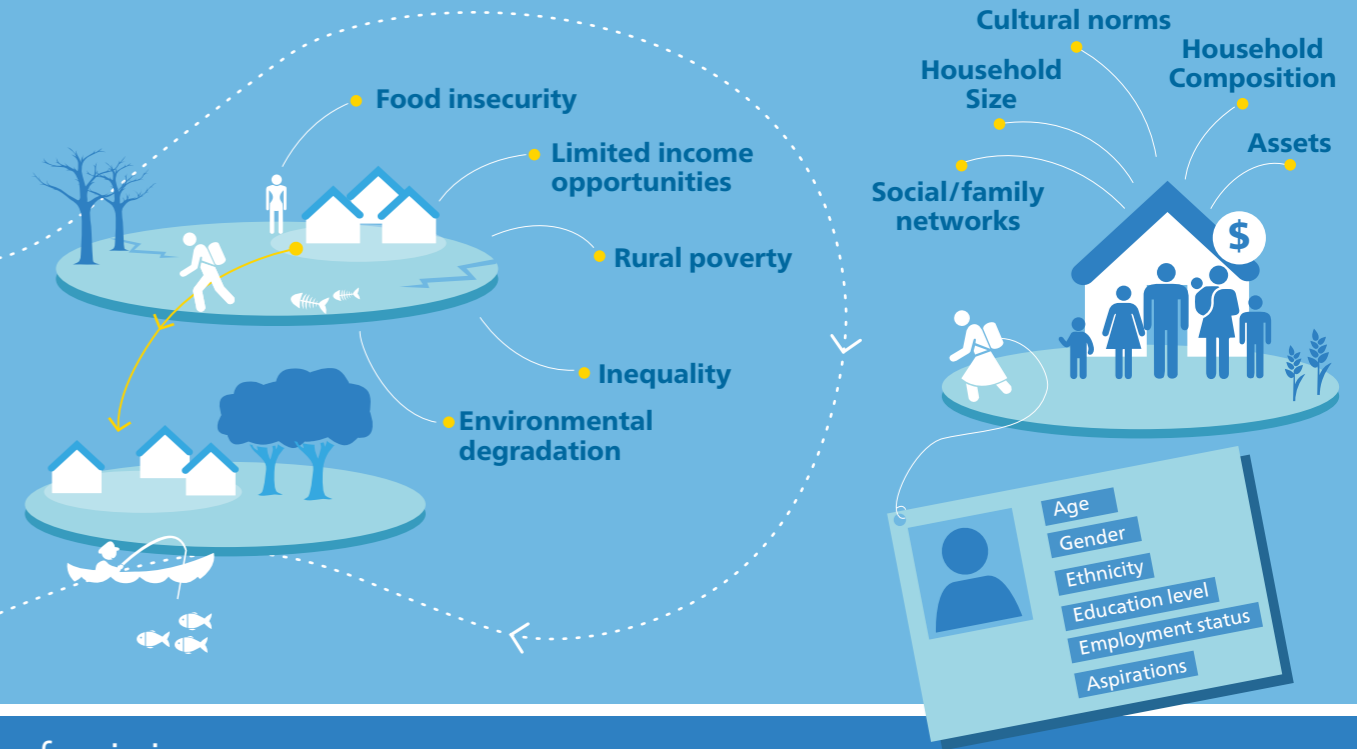 Food insecurity
Limited income
opportunities
Rural poverty
Inequality
Environmental
degradation
Cultural norms
Household
Size
Household
Composition
Assets
Social/family
networks
$
Age
Gender
Ethnicity
Education level
Employment status
Aspirations